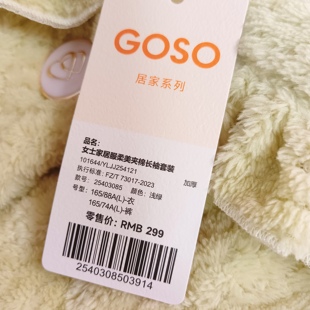 GOSO
居家系列
品名:
女士家居服柔美夹棉长袖套装
101644/YLJJ254121
加厚
执行标准: FZ/T 73017-2023
款号: 25403085 颜色: 浅绿
号型: 165/88A(L)-衣
165/74A(L)-裤
零售价: RMB 299
2540308503914